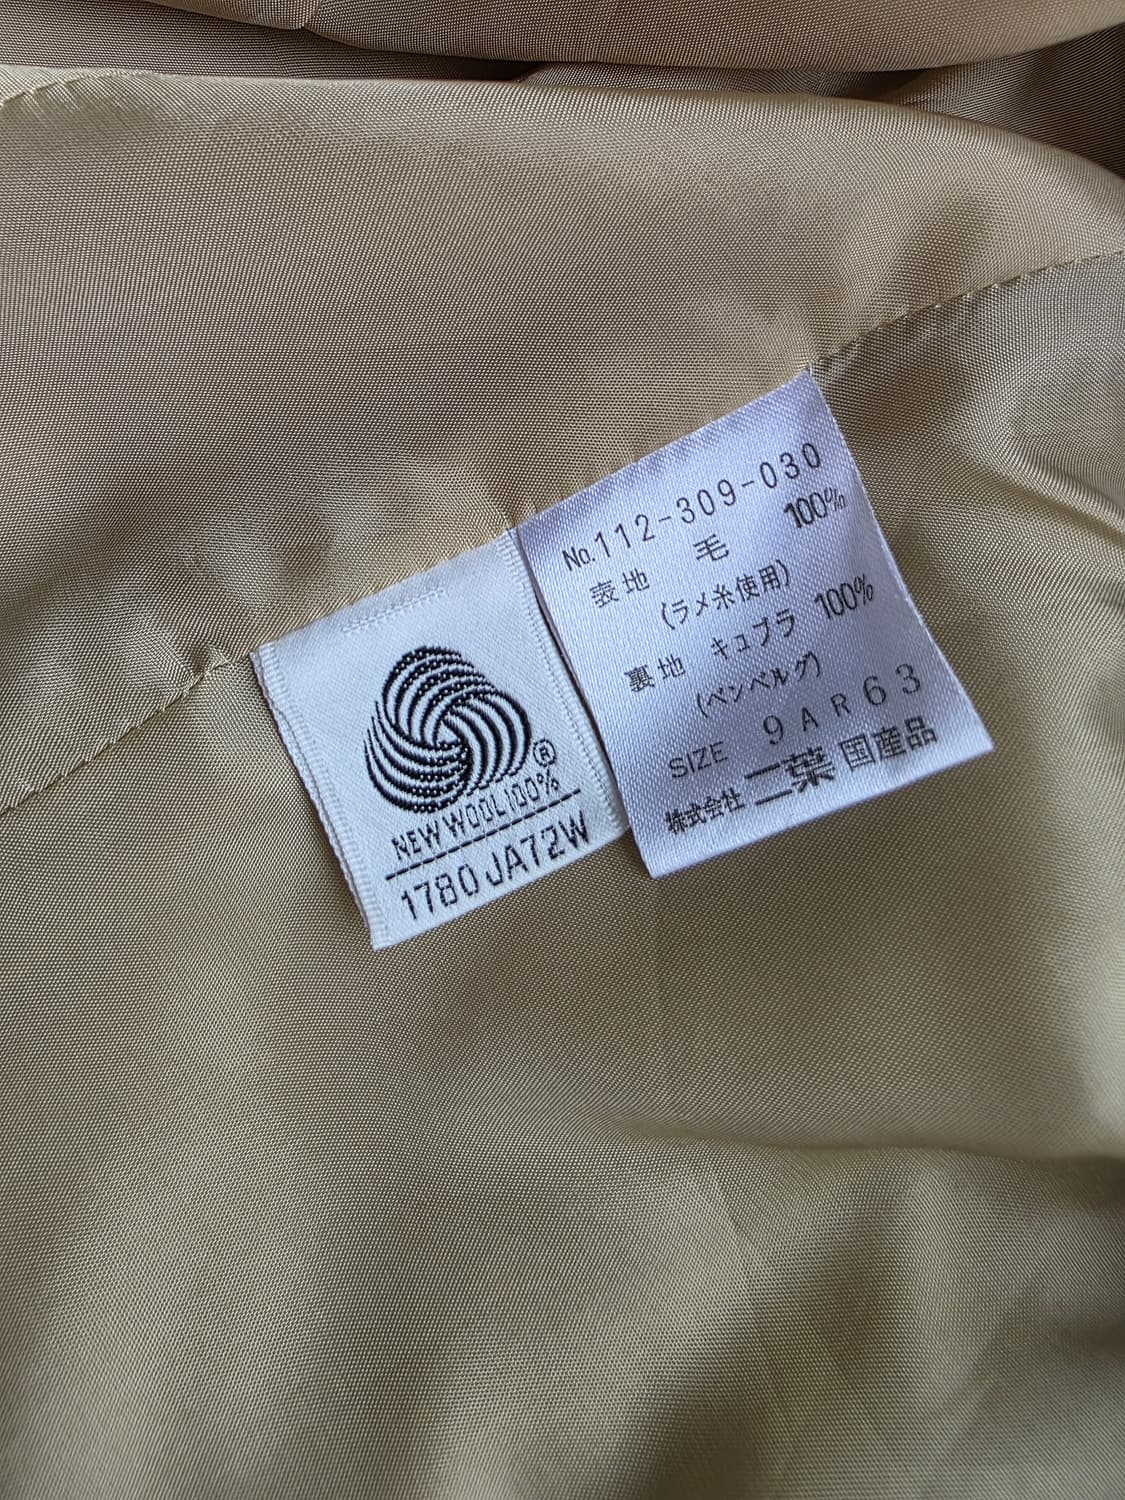 No.112-309-030
表地 毛 100%
(ラメ糸使用)
裏地 キュプラ 100%
(ベンベルグ)
SIZE 9AR63
株式会社 二葉 国産品
®
NEW WOOL 100%
1780 JA72W